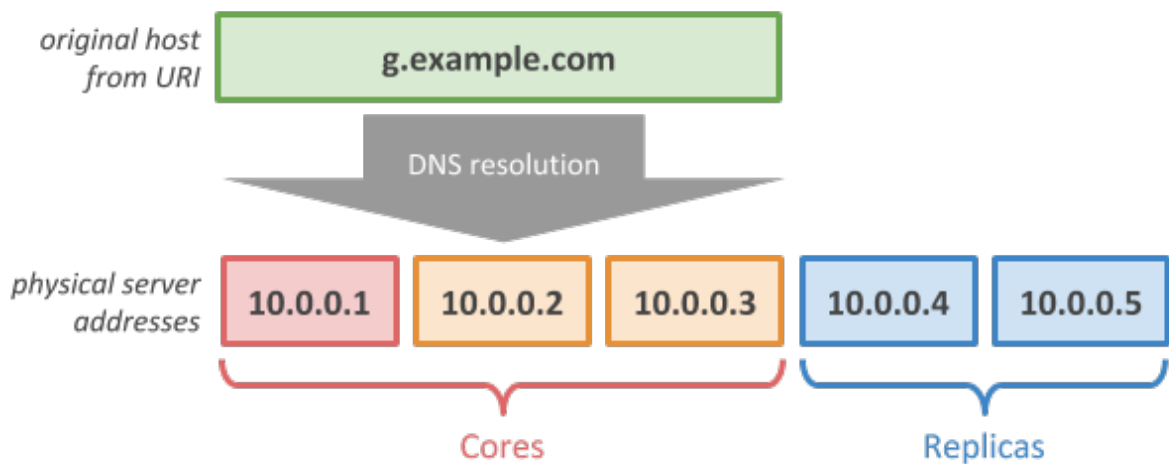 original host
from URI
g.example.com
DNS resolution
physical server
addresses
10.0.0.1
10.0.0.2
10.0.0.3
10.0.0.4
10.0.0.5
Cores
Replicas